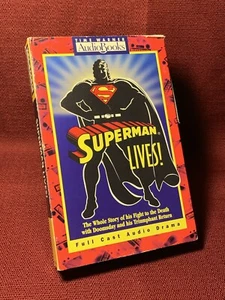 TIME WARNER
AudioBooks
S
SUPERMAN
LIVES!
The Whole Story of his Fight to the Death
with Doomsday and his Triumphant Return
Full Cast Audio Drama